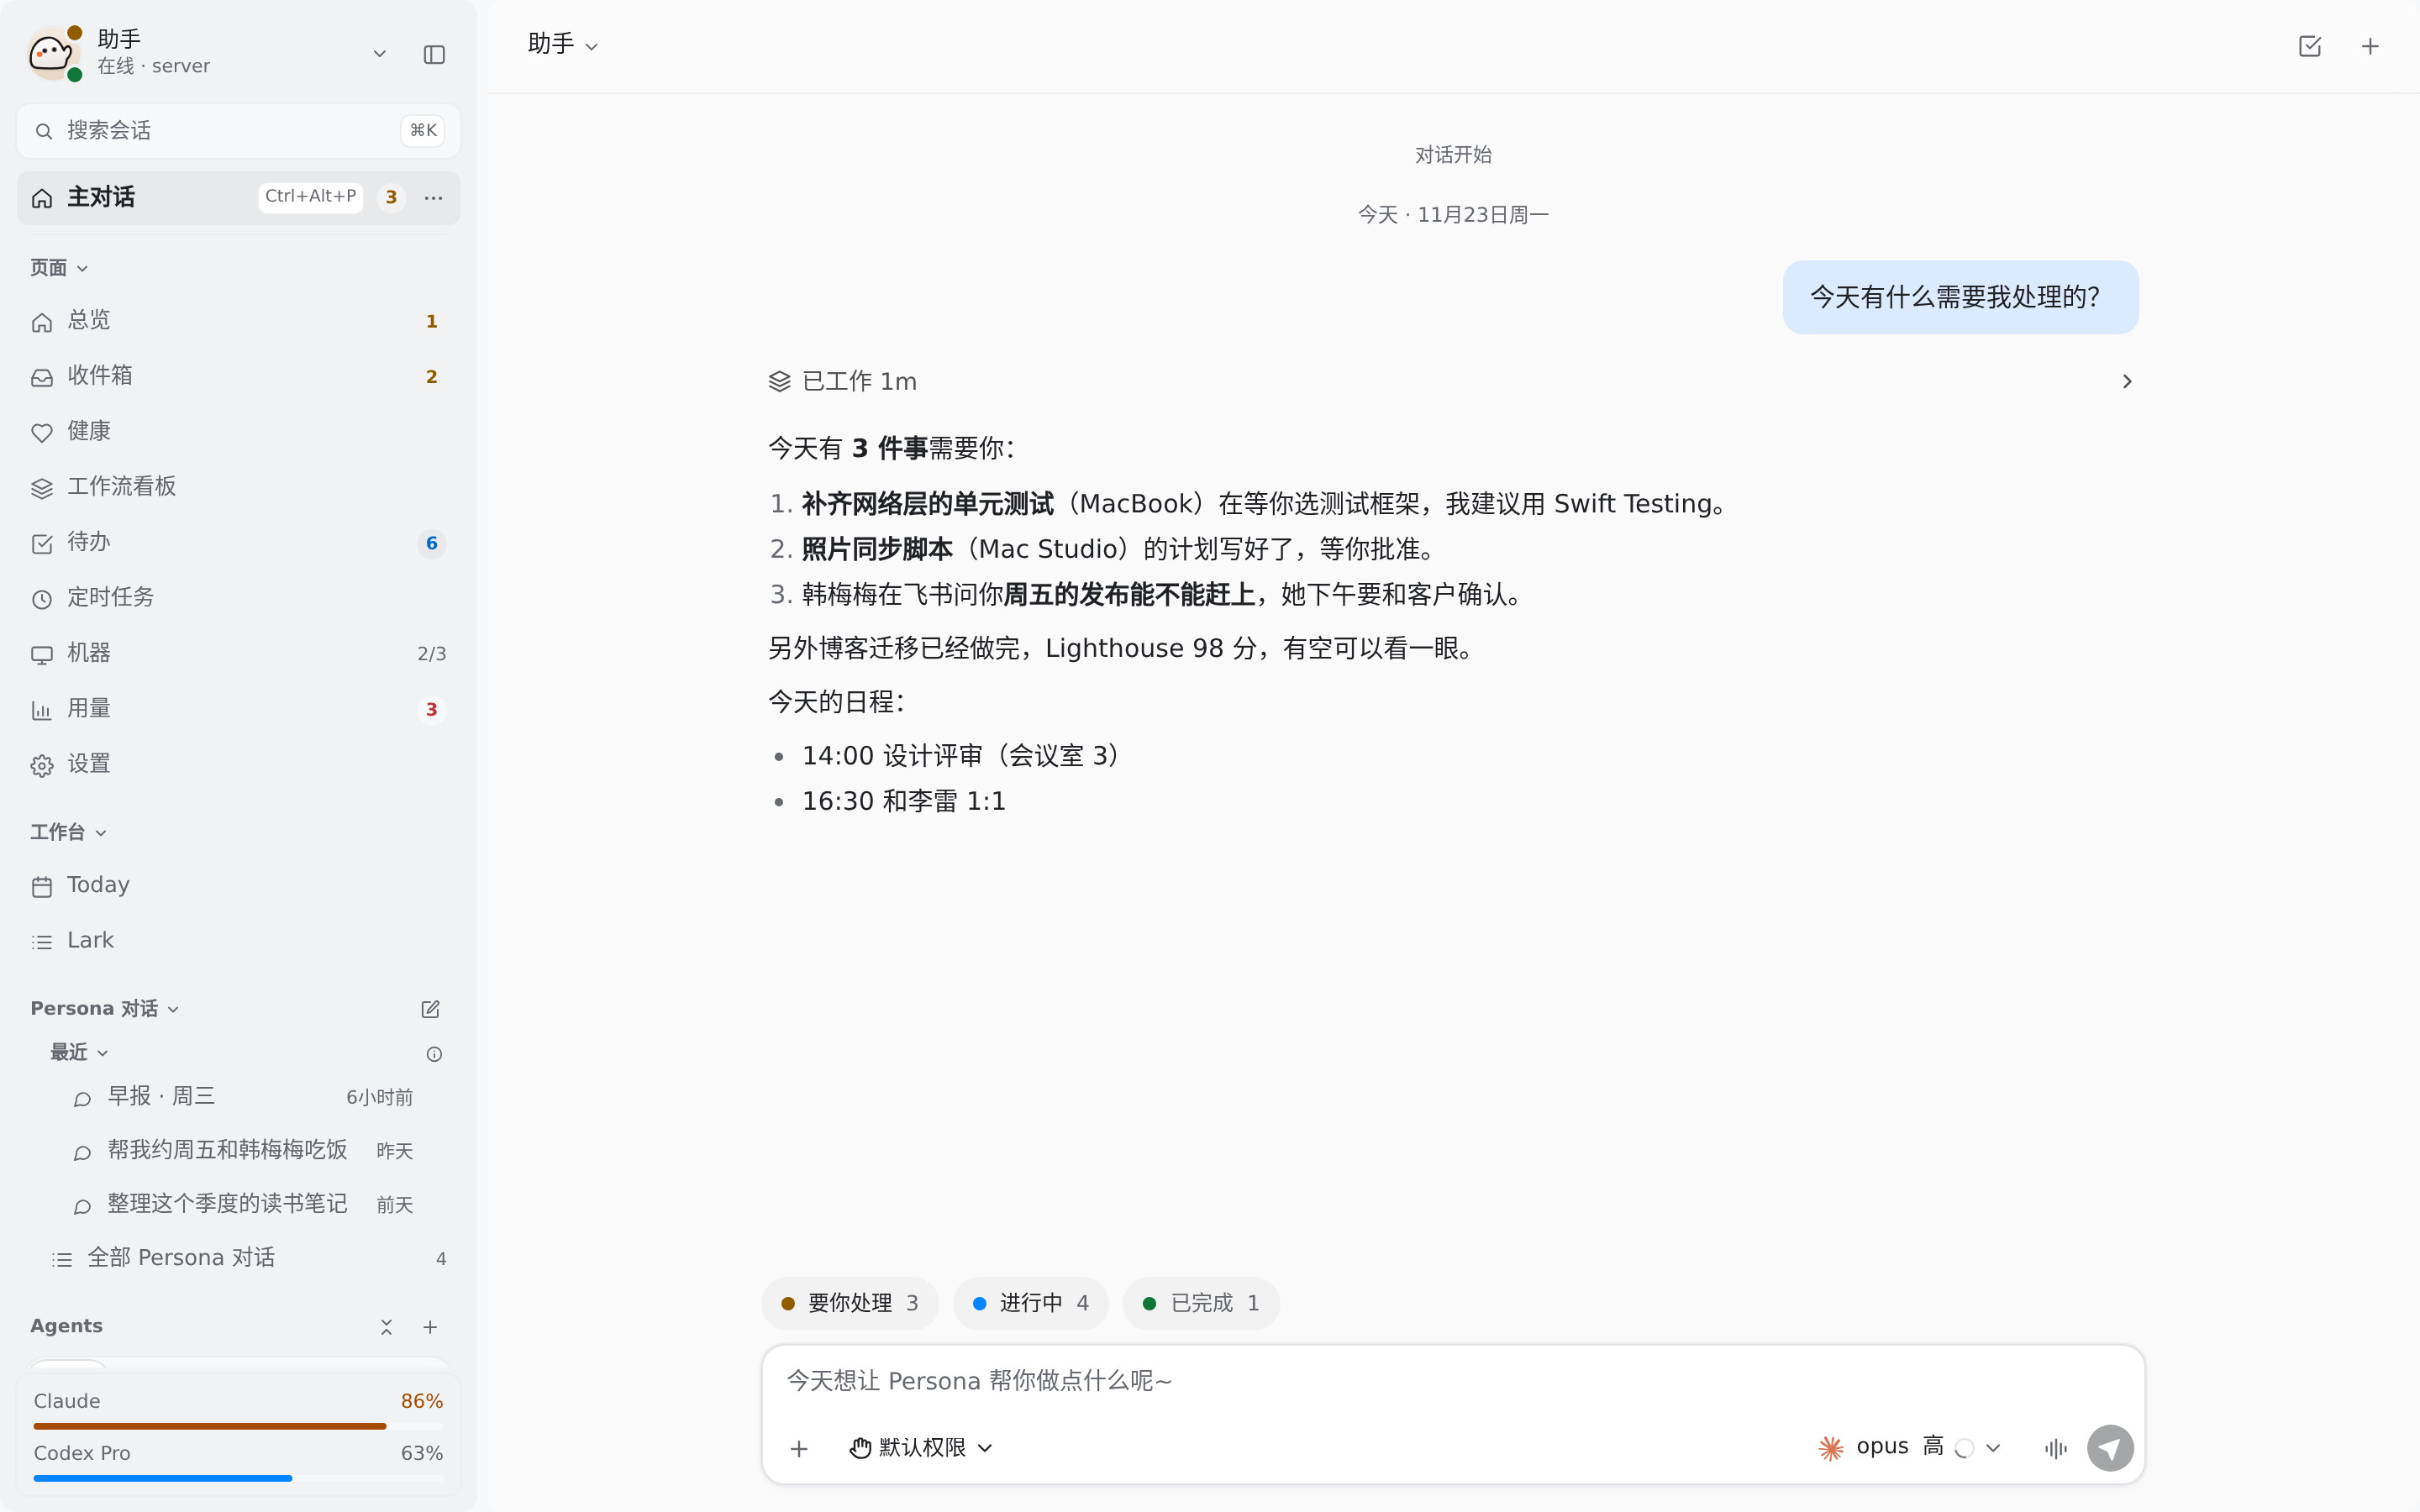 助手
在线 · server
搜索会话 ⌘K
主对话 Ctrl+Alt+P 3
页面
总览 1
收件箱 2
健康
工作流看板
待办 6
定时任务
机器 2/3
用量 3
设置
工作台
Today
Lark
Persona 对话
最近
早报 · 周三 6小时前
帮我约周五和韩梅梅吃饭 昨天
整理这个季度的读书笔记 前天
全部 Persona 对话 4
Agents
Claude 86%
Codex Pro 63%
助手
对话开始
今天 · 11月23日周一
今天有什么需要我处理的？
已工作 1m
今天有 3 件事需要你：
1. 补齐网络层的单元测试（MacBook）在等你选测试框架，我建议用 Swift Testing。
2. 照片同步脚本（Mac Studio）的计划写好了，等你批准。
3. 韩梅梅在飞书问你周五的发布能不能赶上，她下午要和客户确认。
另外博客迁移已经做完，Lighthouse 98 分，有空可以看一眼。
今天的日程：
• 14:00 设计评审（会议室 3）
• 16:30 和李雷 1:1
要你处理 3 进行中 4 已完成 1
今天想让 Persona 帮你做点什么呢~
默认权限 opus 高